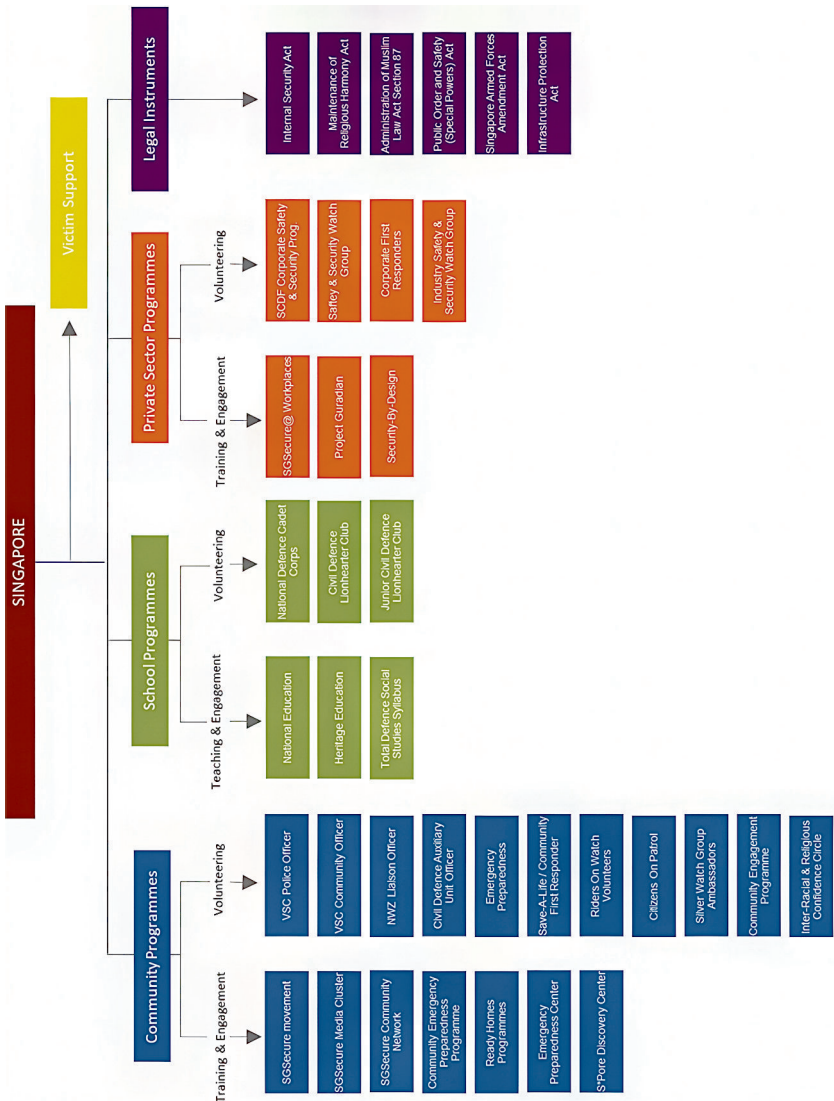 SINGAPORE
Victim Support
Community Programmes
School Programmes
Private Sector Programmes
Legal Instruments
Training & Engagement
Volunteering
Teaching & Engagement
Volunteering
Training & Engagement
Volunteering
SGSecure movement
SGSecure Media Cluster
SGSecure Community
Network
Community Emergency
Preparedness
Programme
Ready Homes
Programmes
Emergency
Preparedness Center
S'Pore Discovery Center
VSC Police Officer
VSC Community Officer
NWZ Liaison Officer
Civil Defence Auxiliary
Unit Officer
Emergency
Preparedness
Save-A-Life / Community
First Responder
Riders On Watch
Volunteers
Citizens On Patrol
Silver Watch Group
Ambassadors
Community Engagement
Programme
Inter-Racial & Religious
Confidence Circle
National Education
Heritage Education
Total Defence Social
Studies Syllabus
National Defence Cadet
Corps
Civil Defence
Lionhearter Club
Junior Civil Defence
Lionhearter Club
SGSecure@ Workplaces
Project Guradian
Security-By-Design
SCDF Corporate Safety
& Security Prog.
Saftey & Security Watch
Group
Corporate First
Responders
Industry Safety &
Security Watch Group
Internal Security Act
Maintenance of
Religious Harmony Act
Administration of Muslim
Law Act Section 87
Public Order and Safety
(Special Powers) Act
Singapore Armed Forces
Amendment Act
Infrastructure Protection
Act